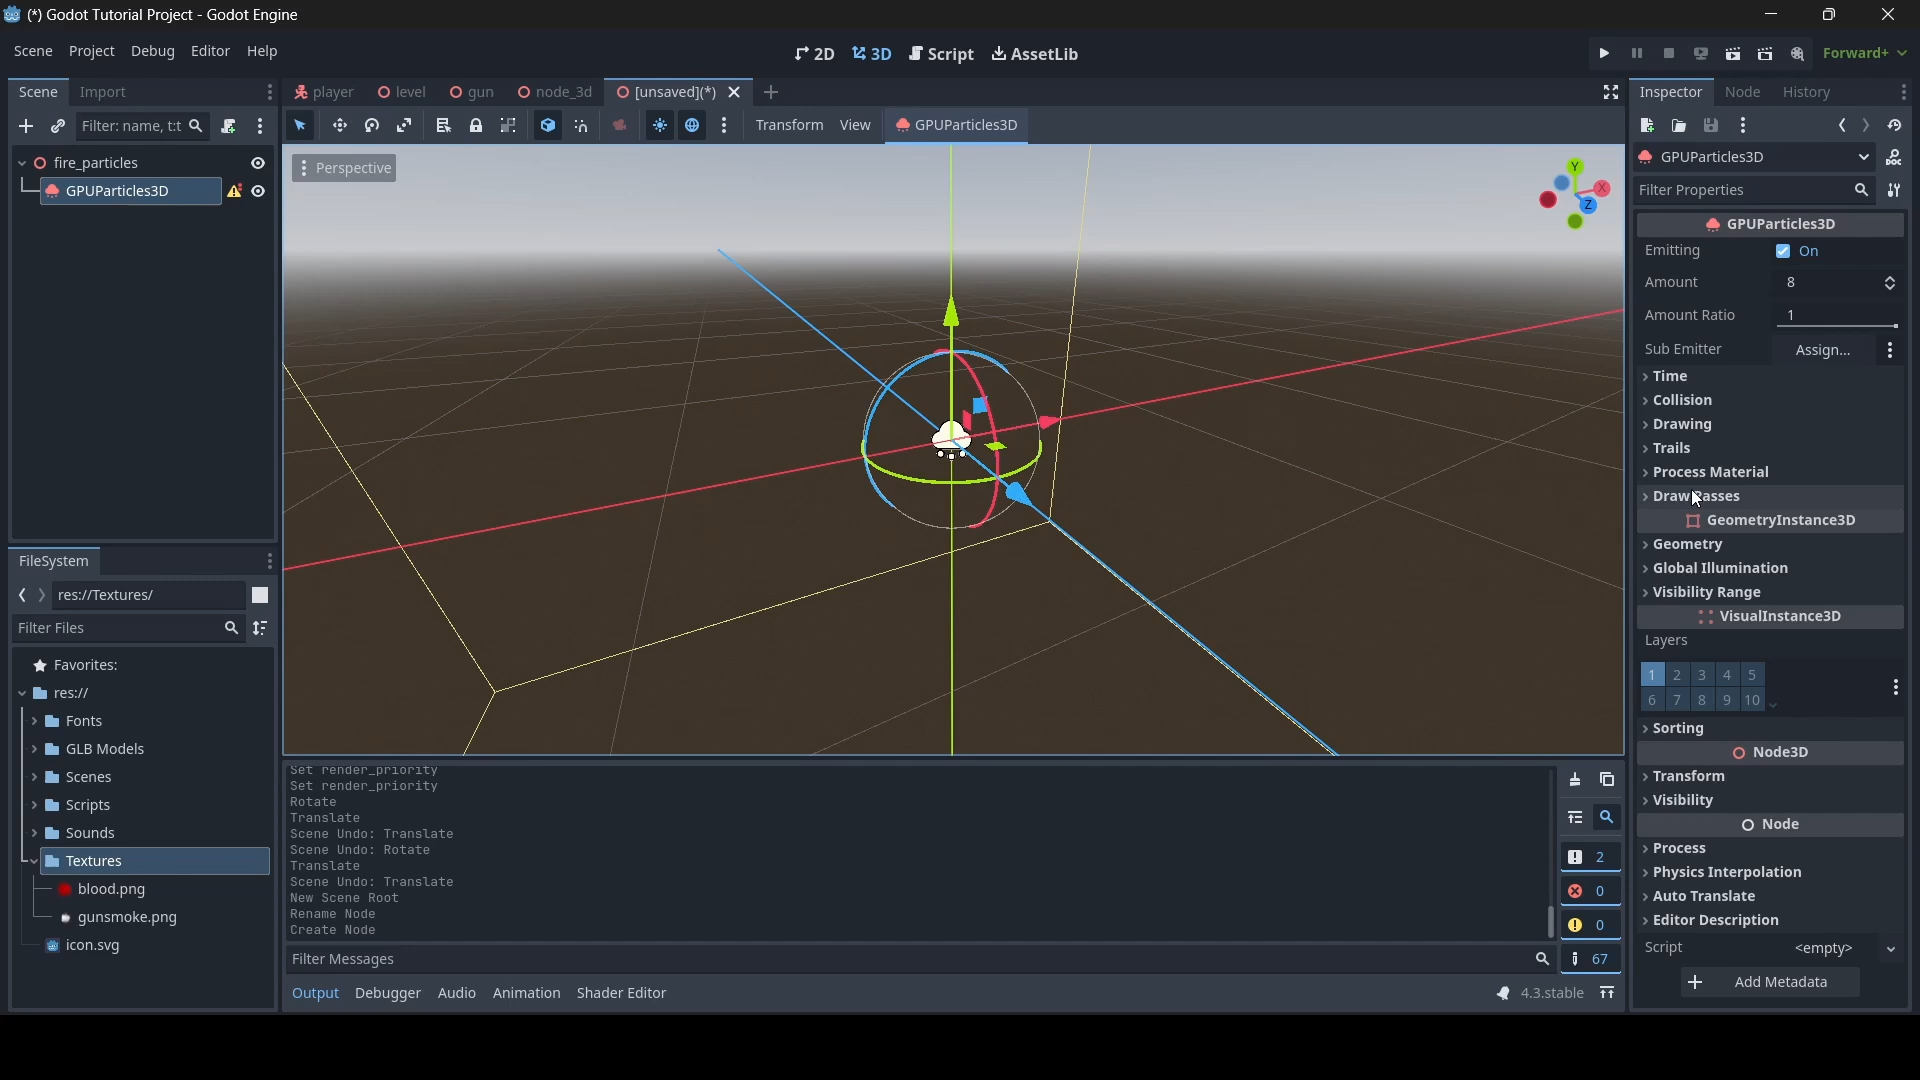 (*) Godot Tutorial Project - Godot Engine
Scene Project Debug Editor Help
2D 3D Script AssetLib
Forward+
Scene Import
Filter: name, t:t
fire_particles
GPUParticles3D
FileSystem
res://Textures/
Filter Files
Favorites:
res://
Fonts
GLB Models
Scenes
Scripts
Sounds
Textures
blood.png
gunsmoke.png
icon.svg
player level gun node_3d [unsaved](*)
Transform View GPUParticles3D
Perspective
Y
X
Z
Set render_priority
Set render_priority
Rotate
Translate
Scene Undo: Translate
Scene Undo: Rotate
Translate
Scene Undo: Translate
New Scene Root
Rename Node
Create Node
2
0
0
67
Filter Messages
Output Debugger Audio Animation Shader Editor
4.3.stable
Inspector Node History
GPUParticles3D
Filter Properties
GPUParticles3D
Emitting On
Amount 8
Amount Ratio 1
Sub Emitter Assign...
Time
Collision
Drawing
Trails
Process Material
Draw Passes
GeometryInstance3D
Geometry
Global Illumination
Visibility Range
VisualInstance3D
Layers
1 2 3 4 5
6 7 8 9 10
Sorting
Node3D
Transform
Visibility
Node
Process
Physics Interpolation
Auto Translate
Editor Description
Script <empty>
Add Metadata